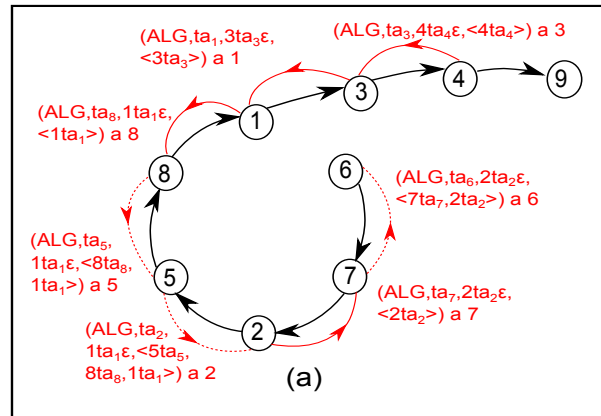 (ALG,ta₁,3ta₃ε,
<3ta₃>) a 1
(ALG,ta₃,4ta₄ε,<4ta₄>) a 3
1
3
4
9
(ALG,ta₈,1ta₁ε,
<1ta₁>) a 8
8
6
(ALG,ta₆,2ta₂ε,
<7ta₇,2ta₂>) a 6
(ALG,ta₅,
1ta₁ε,<8ta₈,
1ta₁>) a 5
5
7
(ALG,ta₇,2ta₂ε,
<2ta₂>) a 7
(ALG,ta₂,
1ta₁ε,<5ta₅,
8ta₈,1ta₁>) a 2
2
(a)